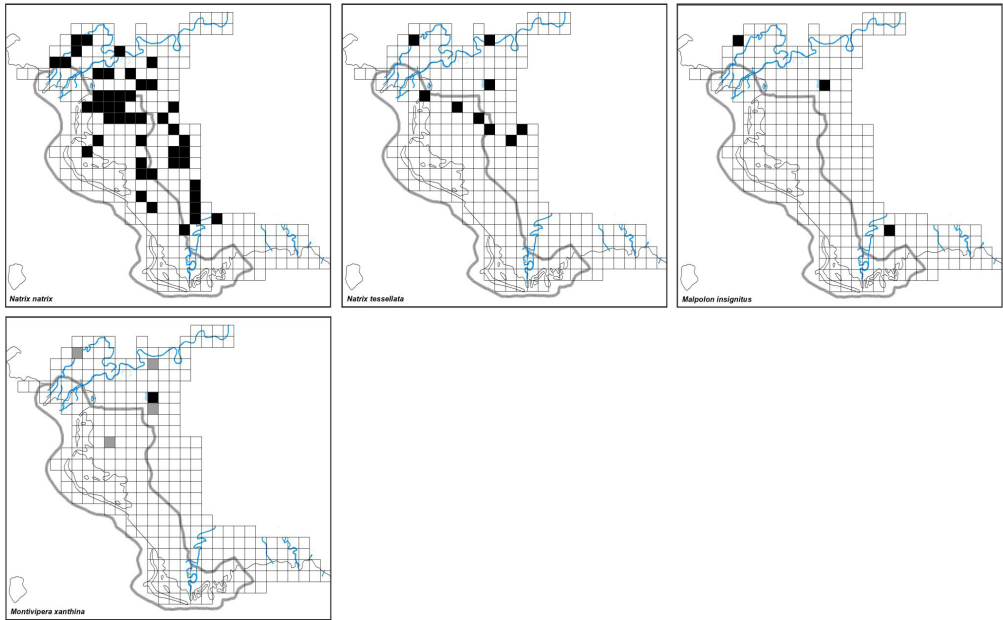 Natrix natrix
Natrix tessellata
Malpolon insignitus
Montivipera xanthina